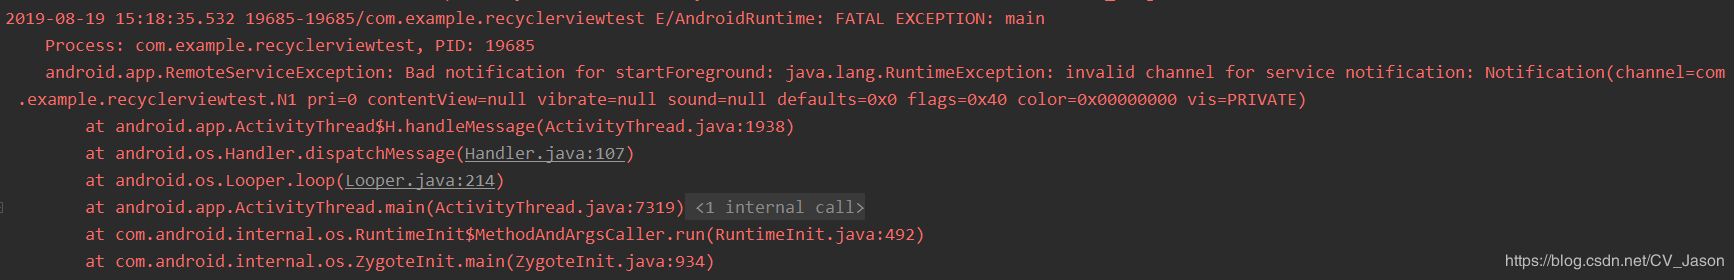 2019-08-19 15:18:35.532 19685-19685/com.example.recyclerviewtest E/AndroidRuntime: FATAL EXCEPTION: main
Process: com.example.recyclerviewtest, PID: 19685
android.app.RemoteServiceException: Bad notification for startForeground: java.lang.RuntimeException: invalid channel for service notification: Notification(channel=com
.example.recyclerviewtest.N1 pri=0 contentView=null vibrate=null sound=null defaults=0x0 flags=0x40 color=0x00000000 vis=PRIVATE)
at android.app.ActivityThread$H.handleMessage(ActivityThread.java:1938)
at android.os.Handler.dispatchMessage(Handler.java:107)
at android.os.Looper.loop(Looper.java:214)
at android.app.ActivityThread.main(ActivityThread.java:7319) <1 internal call>
at com.android.internal.os.RuntimeInit$MethodAndArgsCaller.run(RuntimeInit.java:492)
at com.android.internal.os.ZygoteInit.main(ZygoteInit.java:934)
https://blog.csdn.net/CV_Jason